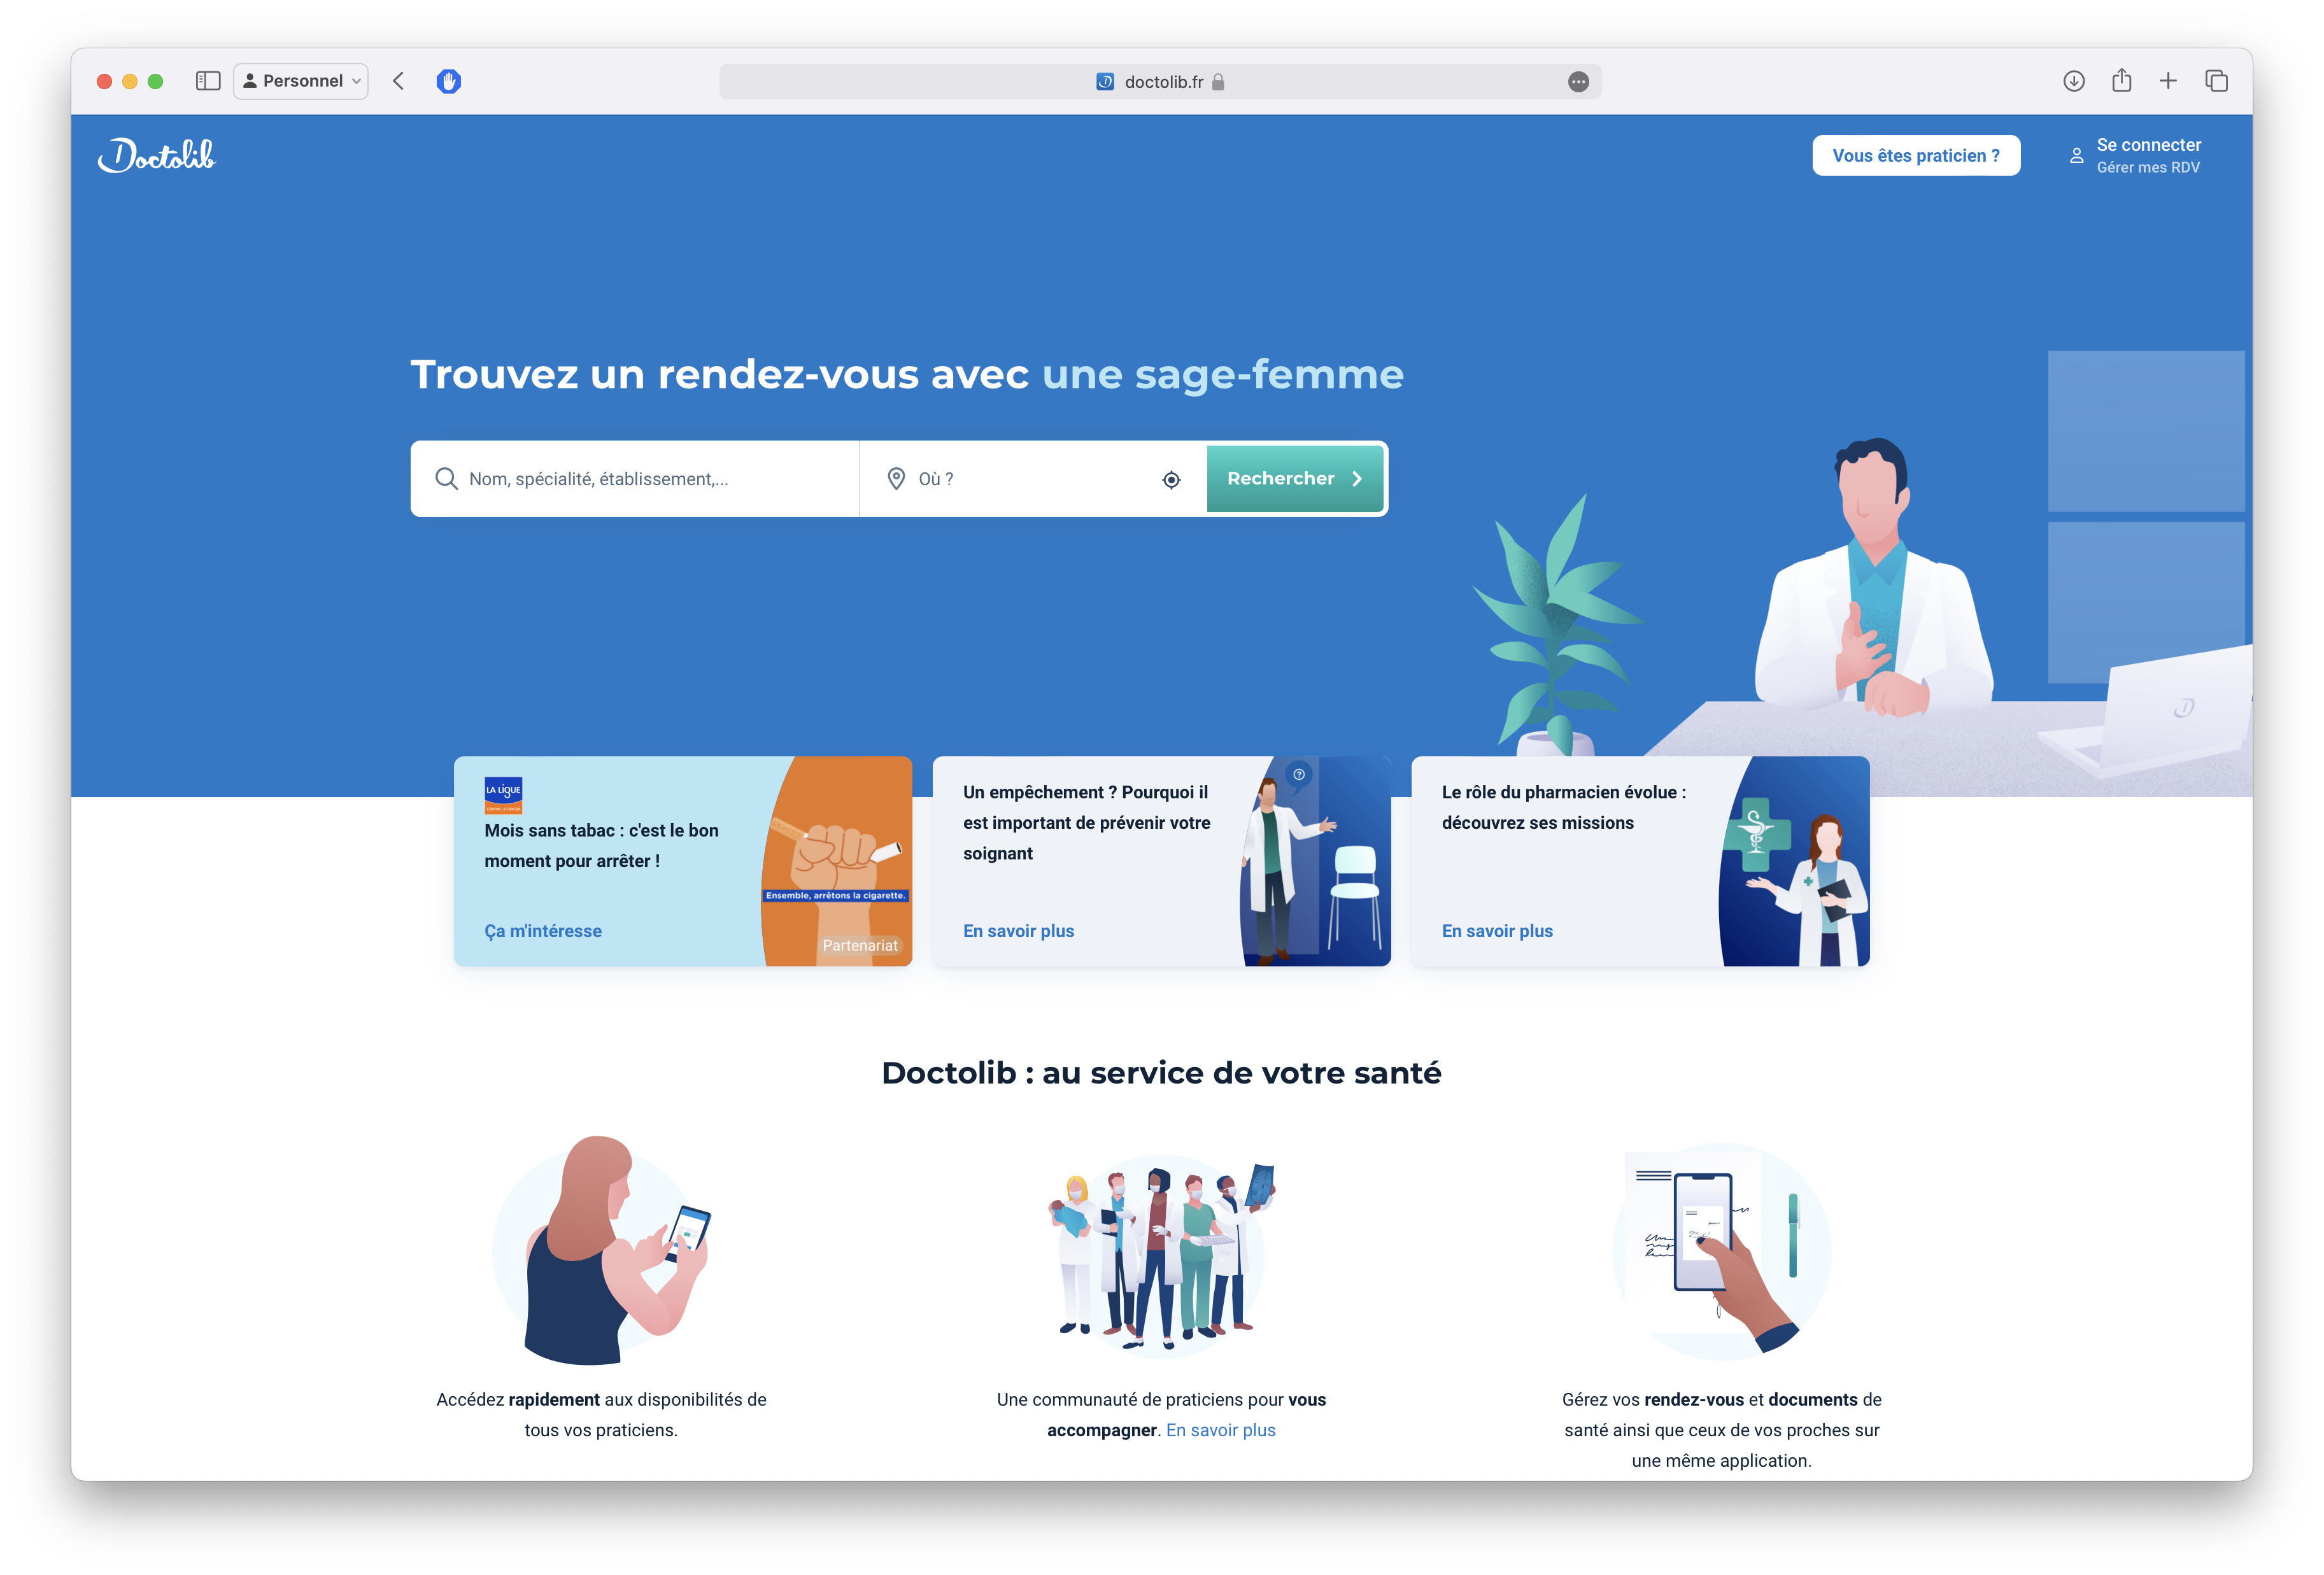 Personnel
doctolib.fr
Doctolib
Vous êtes praticien ?
Se connecter
Gérer mes RDV
Trouvez un rendez-vous avec une sage-femme
Nom, spécialité, établissement,...
Où ?
Rechercher
LA LiGUE
CONTRE LE CANCER
Mois sans tabac : c'est le bon
moment pour arrêter !
Ça m'intéresse
Ensemble, arrêtons la cigarette.
Partenariat
Un empêchement ? Pourquoi il
est important de prévenir votre
soignant
En savoir plus
Le rôle du pharmacien évolue :
découvrez ses missions
En savoir plus
Doctolib : au service de votre santé
Accédez rapidement aux disponibilités de
tous vos praticiens.
Une communauté de praticiens pour vous
accompagner. En savoir plus
Gérez vos rendez-vous et documents de
santé ainsi que ceux de vos proches sur
une même application.